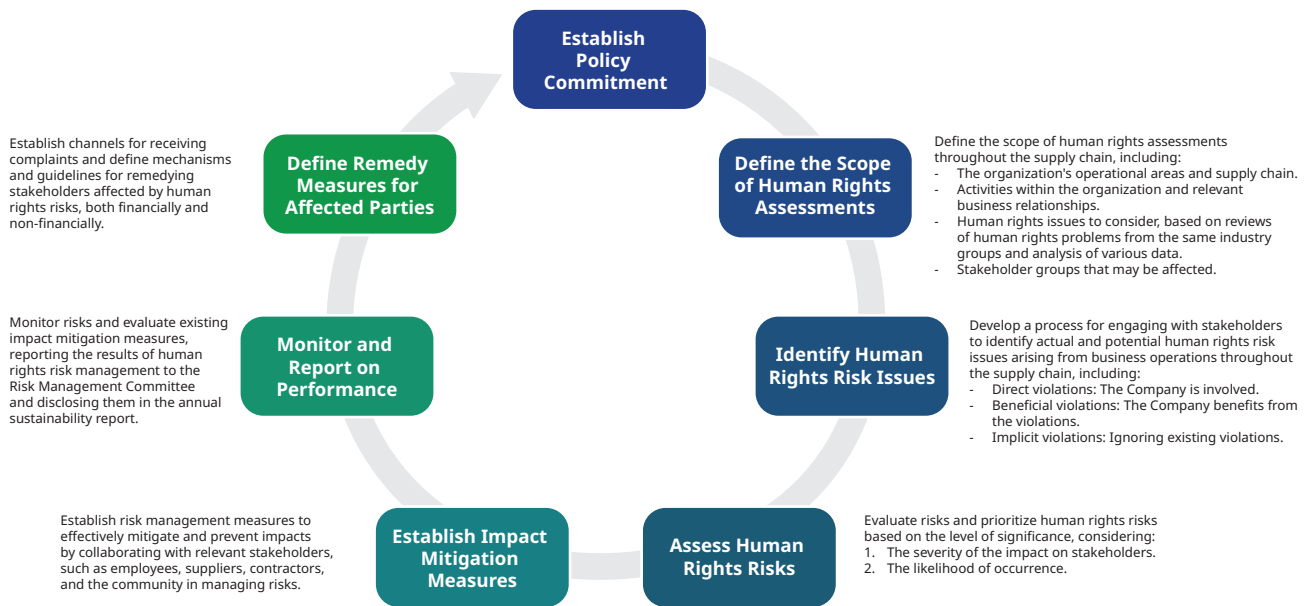 Establish
Policy
Commitment
Define the Scope
of Human Rights
Assessments
Define the scope of human rights assessments
throughout the supply chain, including:
- The organization's operational areas and supply chain.
- Activities within the organization and relevant
business relationships.
- Human rights issues to consider, based on reviews
of human rights problems from the same industry
groups and analysis of various data.
- Stakeholder groups that may be affected.
Identify Human
Rights Risk Issues
Develop a process for engaging with stakeholders
to identify actual and potential human rights risk
issues arising from business operations throughout
the supply chain, including:
- Direct violations: The Company is involved.
- Beneficial violations: The Company benefits from
the violations.
- Implicit violations: Ignoring existing violations.
Assess Human
Rights Risks
Evaluate risks and prioritize human rights risks
based on the level of significance, considering:
1. The severity of the impact on stakeholders.
2. The likelihood of occurrence.
Establish Impact
Mitigation
Measures
Establish risk management measures to
effectively mitigate and prevent impacts
by collaborating with relevant stakeholders,
such as employees, suppliers, contractors,
and the community in managing risks.
Monitor and
Report on
Performance
Monitor risks and evaluate existing
impact mitigation measures,
reporting the results of human
rights risk management to the
Risk Management Committee
and disclosing them in the annual
sustainability report.
Define Remedy
Measures for
Affected Parties
Establish channels for receiving
complaints and define mechanisms
and guidelines for remedying
stakeholders affected by human
rights risks, both financially and
non-financially.